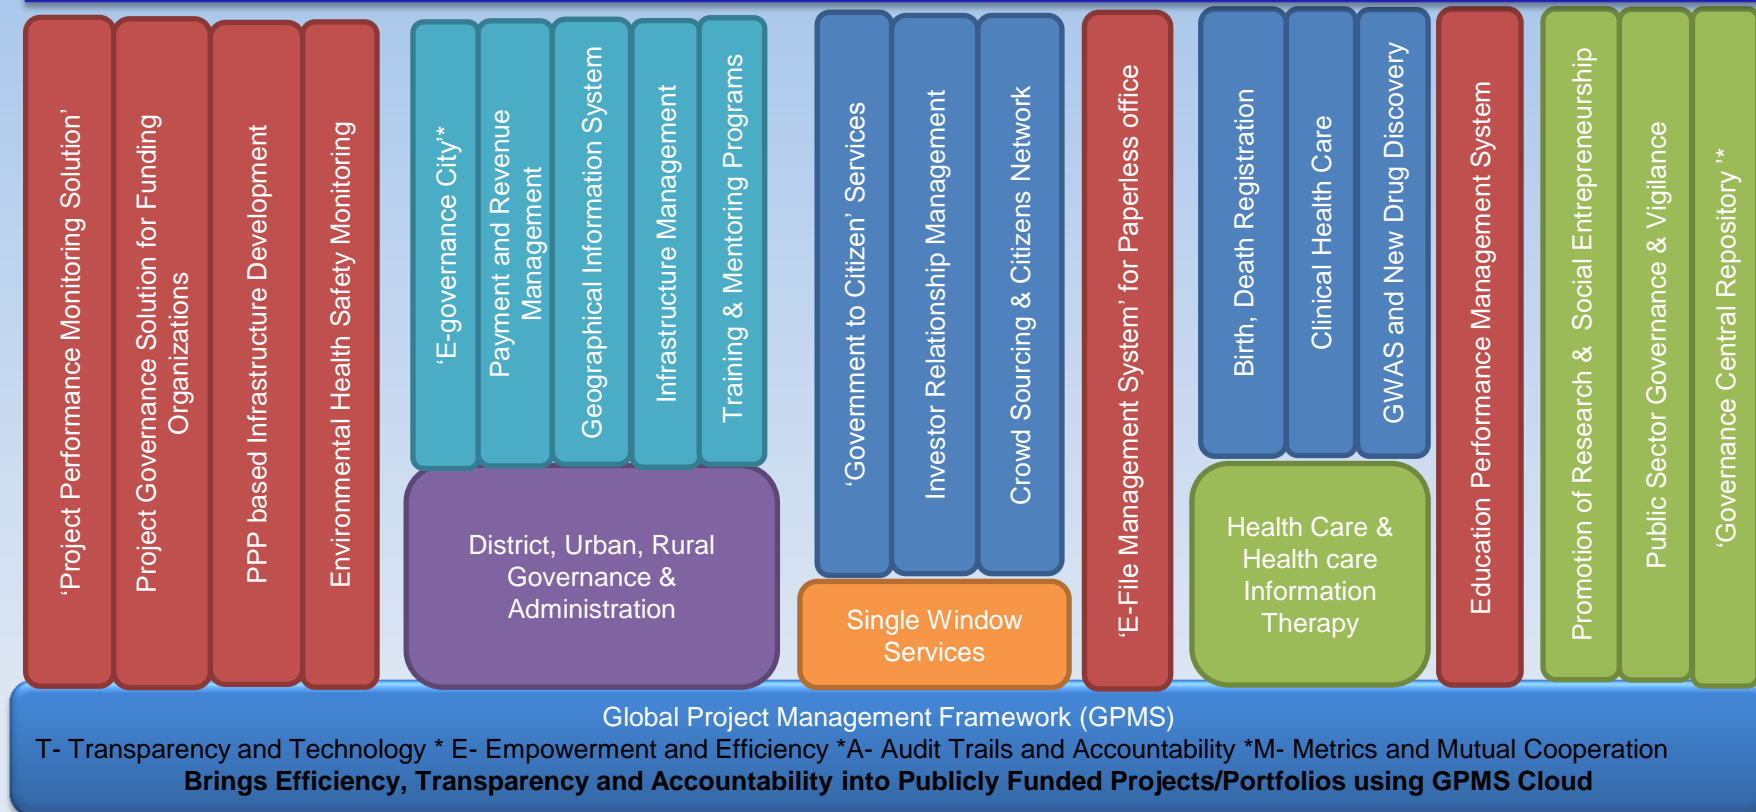 ‘Project Performance Monitoring Solution’
Project Governance Solution for Funding
Organizations
PPP based Infrastructure Development
Environmental Health Safety Monitoring
‘E-governance City’*
Payment and Revenue
Management
Geographical Information System
Infrastructure Management
Training & Mentoring Programs
District, Urban, Rural
Governance &
Administration
‘Government to Citizen’ Services
Investor Relationship Management
Crowd Sourcing & Citizens Network
Single Window
Services
‘E-File Management System’ for Paperless office
Birth, Death Registration
Clinical Health Care
GWAS and New Drug Discovery
Health Care &
Health care
Information
Therapy
Education Performance Management System
Promotion of Research & Social Entrepreneurship
Public Sector Governance & Vigilance
‘Governance Central Repository’*
Global Project Management Framework (GPMS)
T- Transparency and Technology * E- Empowerment and Efficiency *A- Audit Trails and Accountability *M- Metrics and Mutual Cooperation
Brings Efficiency, Transparency and Accountability into Publicly Funded Projects/Portfolios using GPMS Cloud